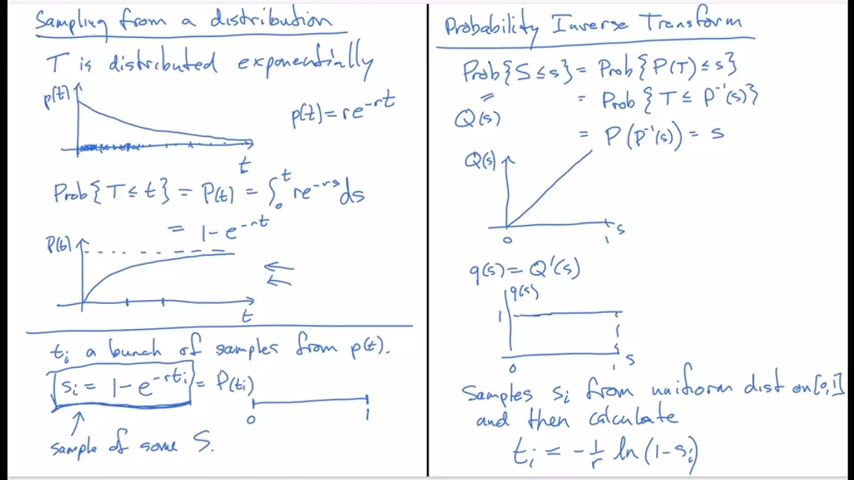 Sampling from a distribution
T is distributed exponentially
p(t)
p(t) = re^{-rt}
t
Prob{T ≤ t} = P(t) = ∫_0^t re^{-rs} ds
= 1 - e^{-rt}
P(t)
t
t_i a bunch of samples from p(t).
s_i = 1 - e^{-rt_i} = P(t_i)
0 1
sample of some S.
Probability Inverse Transform
Prob{S ≤ s} = Prob{P(T) ≤ s}
= = Prob{T ≤ P^{-1}(s)}
Q(s)
= P(P^{-1}(s)) = s
Q(s)
0 1 s
q(s) = Q'(s)
q(s)
1
0 1 s
Samples s_i from uniform dist on [0,1]
and then calculate
t_i = -1/r ln(1-s_i)